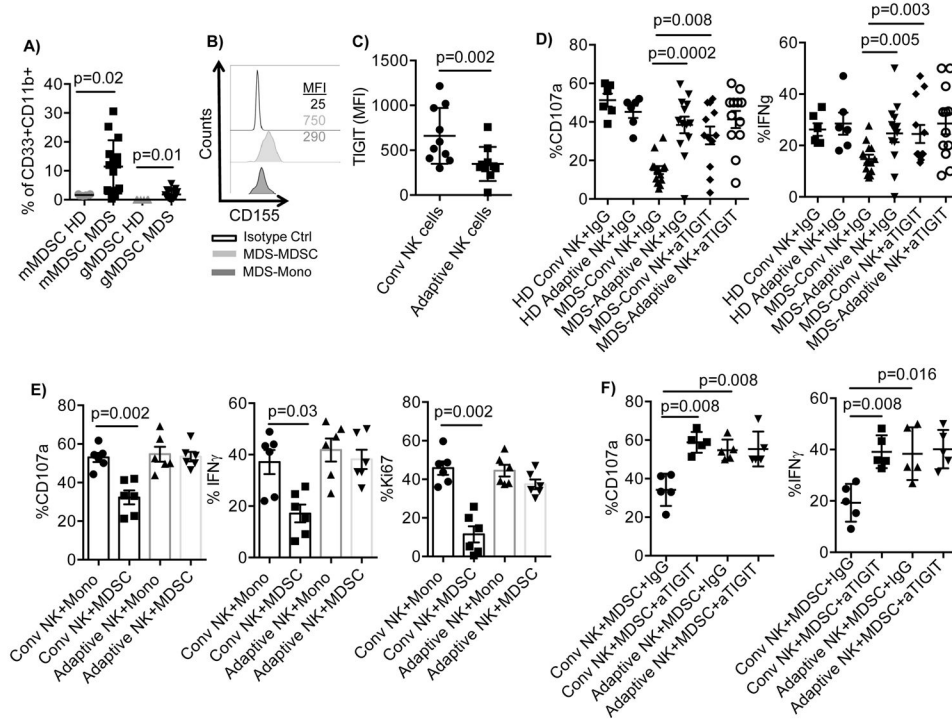 A)
p=0.02
p=0.01
% of CD33+CD11b+
40
30
20
10
0
mMDSC HD
mMDSC MDS
gMDSC HD
gMDSC MDS
B)
Counts
MFI
25
750
290
CD155
Isotype Ctrl
MDS-MDSC
MDS-Mono
C)
p=0.002
TIGIT (MFI)
1500
1000
500
0
Conv NK cells
Adaptive NK cells
D)
p=0.008
p=0.0002
%CD107a
80
60
40
20
0
HD Conv NK+IgG
HD Adaptive NK+IgG
MDS-Conv NK+IgG
MDS-Adaptive NK+IgG
MDS-Conv NK+aTIGIT
MDS-Adaptive NK+aTIGIT
p=0.003
p=0.005
%IFNg
60
40
20
0
HD Conv NK+IgG
HD Adaptive NK+IgG
MDS-Conv NK+IgG
MDS-Adaptive NK+IgG
MDS-Conv NK+aTIGIT
MDS-Adaptive NK+aTIGIT
E)
p=0.002
%CD107a
80
60
40
20
0
Conv NK+Mono
Conv NK+MDSC
Adaptive NK+Mono
Adaptive NK+MDSC
p=0.03
% IFNγ
60
40
20
0
Conv NK+Mono
Conv NK+MDSC
Adaptive NK+Mono
Adaptive NK+MDSC
p=0.002
%Ki67
80
60
40
20
0
Conv NK+Mono
Conv NK+MDSC
Adaptive NK+Mono
Adaptive NK+MDSC
F)
p=0.008
p=0.008
%CD107a
80
60
40
20
0
Conv NK+MDSC+IgG
Conv NK+MDSC+aTIGIT
Adaptive NK+MDSC+IgG
Adaptive NK+MDSC+aTIGIT
p=0.016
p=0.008
%IFNγ
60
40
20
0
Conv NK+MDSC+IgG
Conv NK+MDSC+aTIGIT
Adaptive NK+MDSC+IgG
Adaptive NK+MDSC+aTIGIT